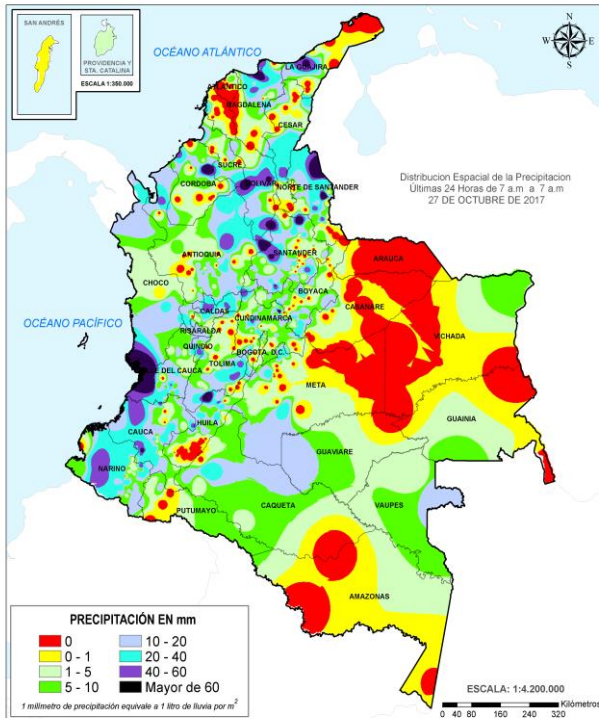 SAN ANDRÉS
PROVIDENCIA Y
STA. CATALINA
ESCALA 1:350.000
OCÉANO ATLÁNTICO
N
W
E
S
LA GUAJIRA
ATLANTICO
MAGDALENA
CESAR
SUCRE
CORDOBA
BOLIVAR
NORTE DE SANTANDER
Distribucion Espacial de la Precipitacion
Últimas 24 Horas de 7 a.m a 7 a.m
27 DE OCTUBRE DE 2017
ANTIOQUIA
SANTANDER
ARAUCA
CHOCO
BOYACA
CASANARE
OCÉANO PACÍFICO
CALDAS
CUNDINAMARCA
RISARALDA
VICHADA
QUINDIO
BOGOTA, D.C.
TOLIMA
VALLE DEL CAUCA
META
GUAINIA
CAUCA
HUILA
GUAVIARE
NARIÑO
CAQUETA
VAUPES
PUTUMAYO
AMAZONAS
PRECIPITACIÓN EN mm
0
10 - 20
0 - 1
20 - 40
1 - 5
40 - 60
5 - 10
Mayor de 60
1 milimetro de precipitación equivale a 1 litro de lluvia por m²
ESCALA: 1:4.200.000
Kilómetros
0 40 80 160 240 320